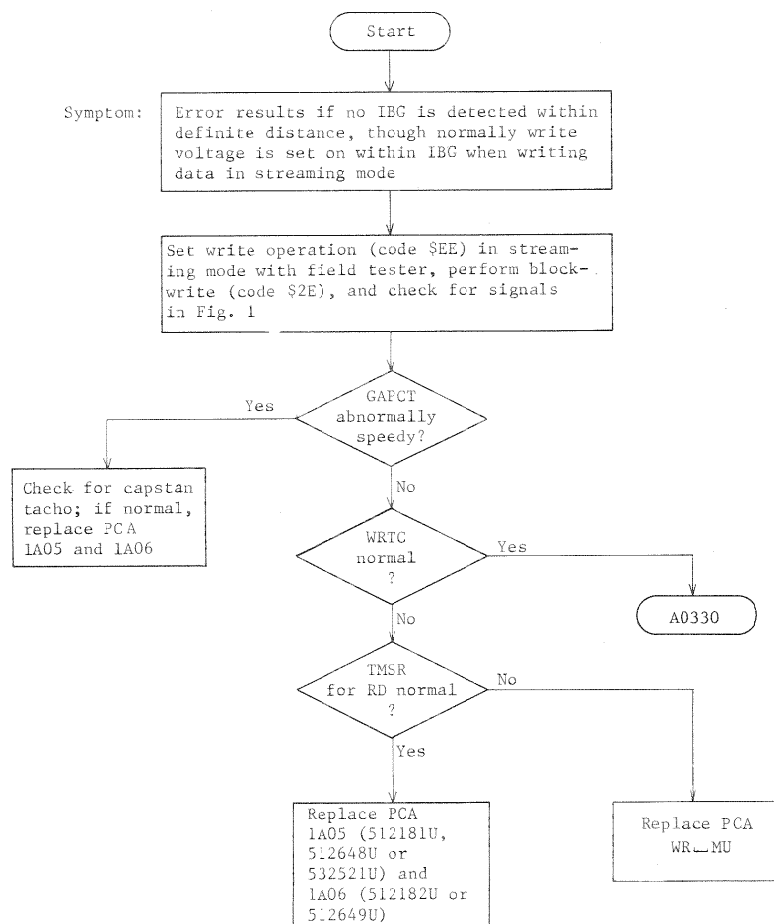 Start
Symptom:
Error results if no IBG is detected within
definite distance, though normally write
voltage is set on within IBG when writing
data in streaming mode
Set write operation (code $EE) in stream-
ing mode with field tester, perform block-
write (code $2E), and check for signals
in Fig. 1
GAPCT
abnormally
speedy?
Yes
No
Check for capstan
tacho; if normal,
replace PCA
1A05 and 1A06
WRTC
normal
?
Yes
A0330
No
TMSR
for RD normal
?
No
Yes
Replace PCA
1A05 (512181U,
512648U or
532521U) and
1A06 (512182U or
512649U)
Replace PCA
WR⎵MU